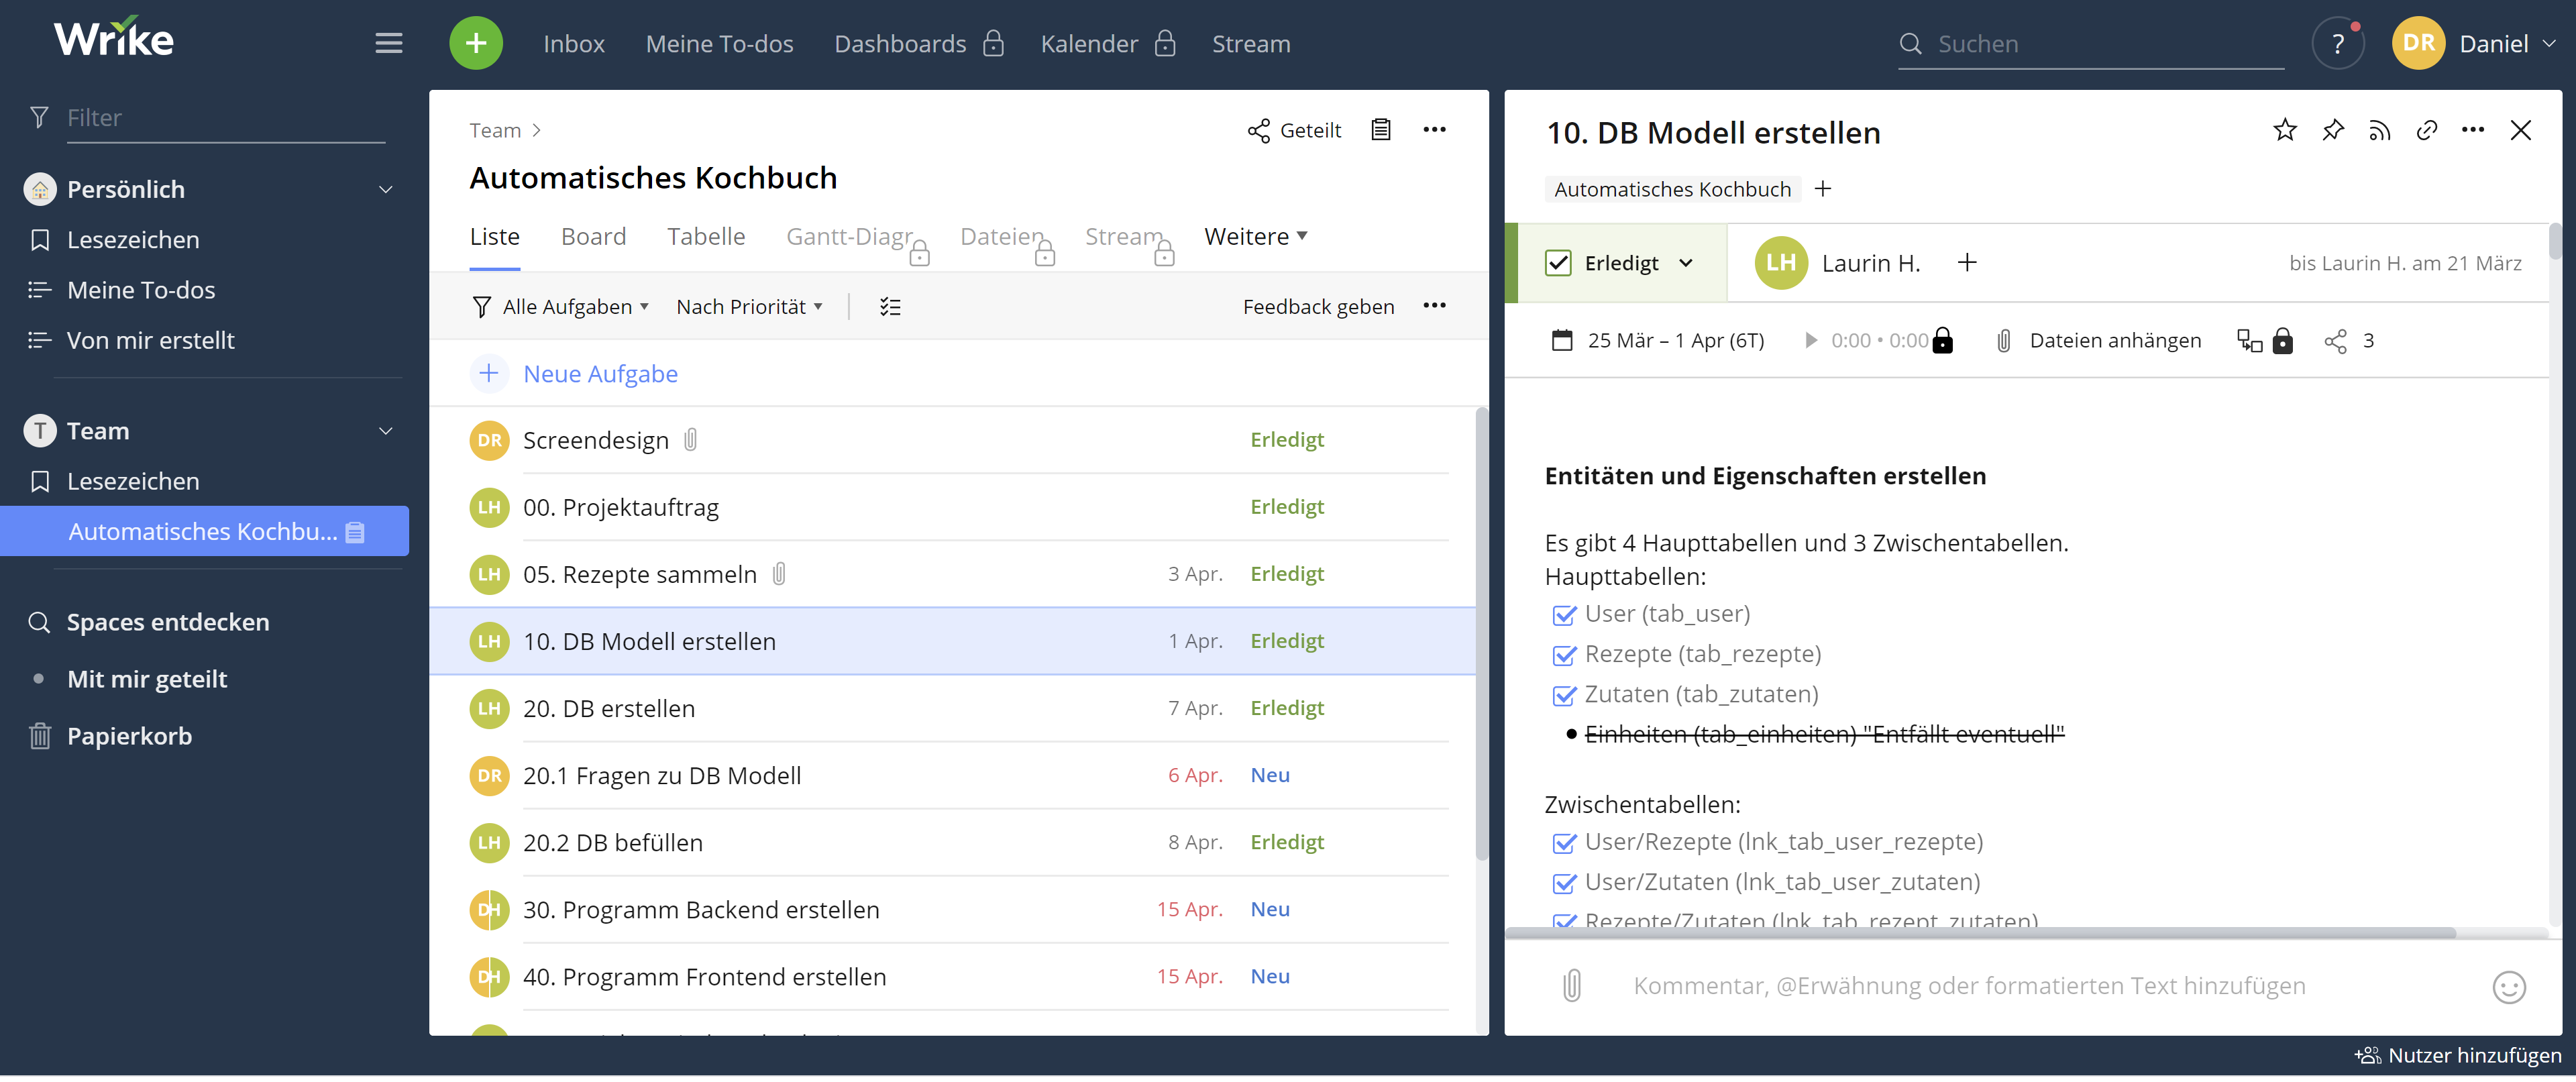 Wrike
Inbox
Meine To-dos
Dashboards
Kalender
Stream
Suchen
?
DR
Daniel
Filter
Persönlich
Lesezeichen
Meine To-dos
Von mir erstellt
T
Team
Lesezeichen
Automatisches Kochbu...
Spaces entdecken
Mit mir geteilt
Papierkorb
Team
Geteilt
Automatisches Kochbuch
Liste
Board
Tabelle
Gantt-Diagr
Dateien
Stream
Weitere
Alle Aufgaben
Nach Priorität
Feedback geben
Neue Aufgabe
DR Screendesign Erledigt
LH 00. Projektauftrag Erledigt
LH 05. Rezepte sammeln 3 Apr. Erledigt
LH 10. DB Modell erstellen 1 Apr. Erledigt
LH 20. DB erstellen 7 Apr. Erledigt
DR 20.1 Fragen zu DB Modell 6 Apr. Neu
LH 20.2 DB befüllen 8 Apr. Erledigt
DH 30. Programm Backend erstellen 15 Apr. Neu
DH 40. Programm Frontend erstellen 15 Apr. Neu
10. DB Modell erstellen
Automatisches Kochbuch
Erledigt
LH
Laurin H.
bis Laurin H. am 21 März
25 Mär – 1 Apr (6T)
0:00 • 0:00
Dateien anhängen
3
Entitäten und Eigenschaften erstellen
Es gibt 4 Haupttabellen und 3 Zwischentabellen.
Haupttabellen:
User (tab_user)
Rezepte (tab_rezepte)
Zutaten (tab_zutaten)
• Einheiten (tab_einheiten) "Entfällt eventuell"
Zwischentabellen:
User/Rezepte (lnk_tab_user_rezepte)
User/Zutaten (lnk_tab_user_zutaten)
Rezepte/Zutaten (lnk_tab_rezept_zutaten)
Kommentar, @Erwähnung oder formatierten Text hinzufügen
Nutzer hinzufügen